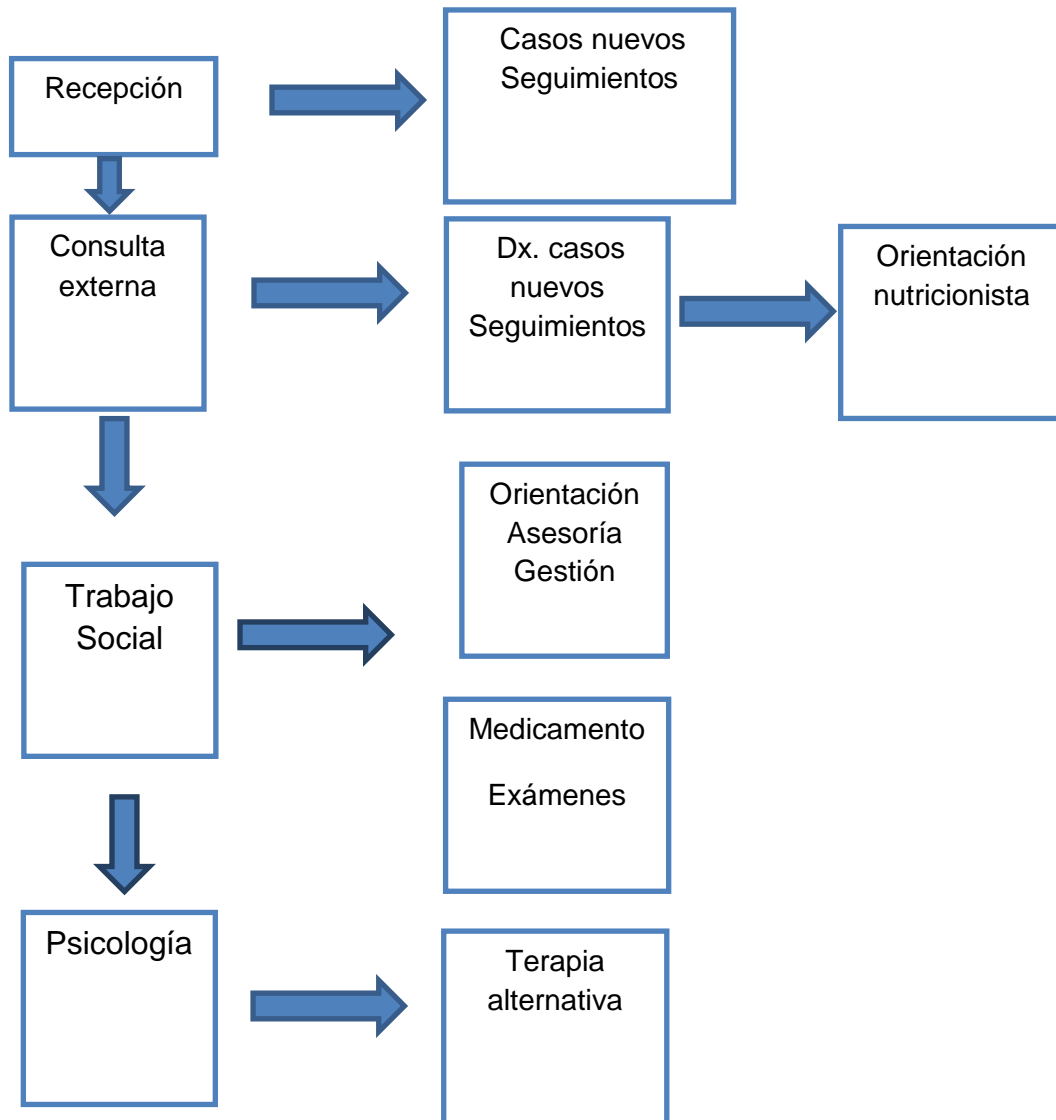 Recepción
Casos nuevos
Seguimientos
Consulta
externa
Dx. casos
nuevos
Seguimientos
Orientación
nutricionista
Trabajo
Social
Orientación
Asesoría
Gestión
Medicamento
Exámenes
Psicología
Terapia
alternativa